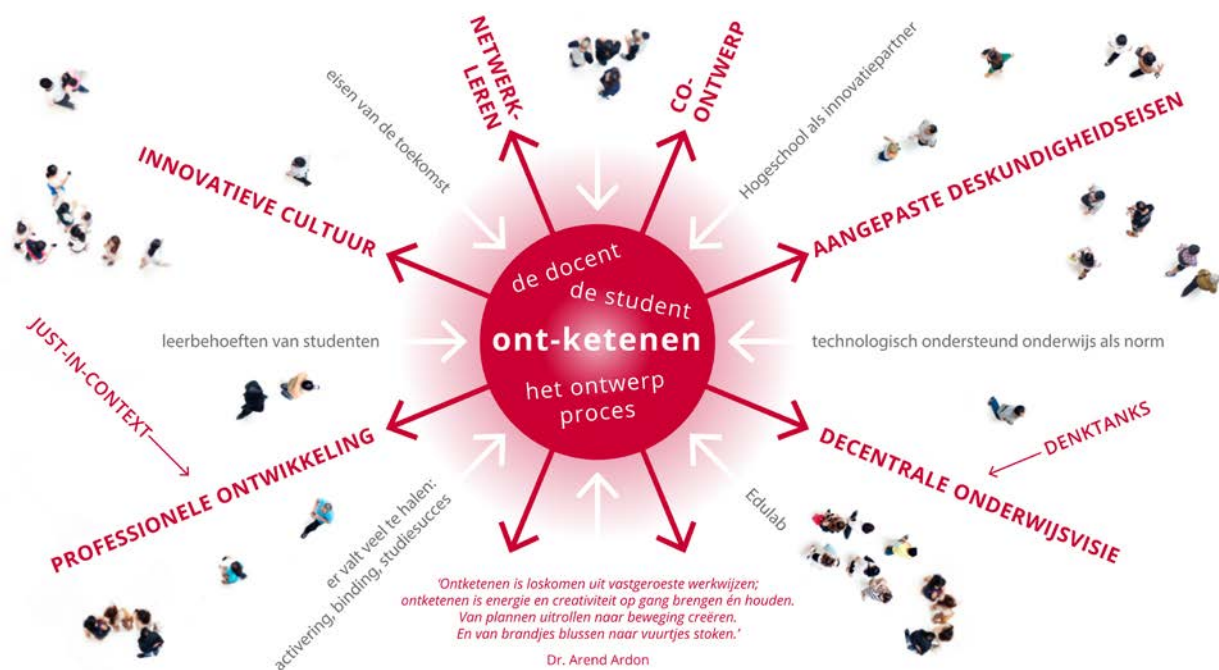 NETWERK-
LEREN
CO-
ONTWERP
eisen van de toekomst
Hogeschool als innovatiepartner
INNOVATIEVE CULTUUR
AANGEPASTE DESKUNDIGHEIDSEISEN
de docent
de student
ont-ketenen
het ontwerp
proces
leerbehoeften van studenten
technologisch ondersteund onderwijs als norm
JUST-IN-CONTEXT
PROFESSIONELE ONTWIKKELING
DENKTANKS
DECENTRALE ONDERWIJSVISIE
er valt veel te halen:
activering, binding, studiesucces
Edulab
‘Ontketenen is loskomen uit vastgeroeste werkwijzen;
ontketenen is energie en creativiteit op gang brengen én houden.
Van plannen uitrollen naar beweging creëren.
En van brandjes blussen naar vuurtjes stoken.’
Dr. Arend Ardon